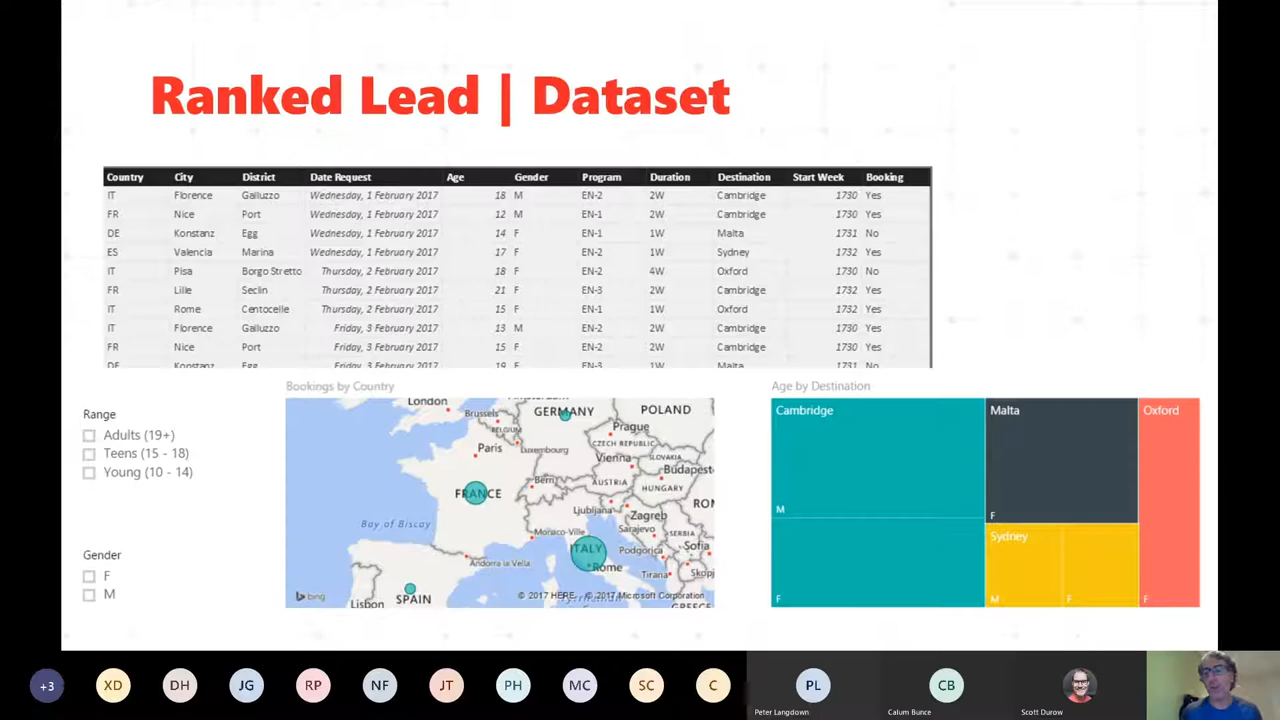 Ranked Lead | Dataset
Country City District Date Request Age Gender Program Duration Destination Start Week Booking
IT Florence Galluzzo Wednesday, 1 February 2017 18 M EN-2 2W Cambridge 1730 Yes
FR Nice Port Wednesday, 1 February 2017 12 M EN-1 2W Cambridge 1730 Yes
DE Konstanz Egg Wednesday, 1 February 2017 14 F EN-1 1W Malta 1731 No
ES Valencia Marina Wednesday, 1 February 2017 17 F EN-2 1W Sydney 1732 Yes
IT Pisa Borgo Stretto Thursday, 2 February 2017 18 F EN-2 4W Oxford 1730 No
FR Lille Seclin Thursday, 2 February 2017 21 F EN-3 2W Cambridge 1732 Yes
IT Rome Centocelle Thursday, 2 February 2017 15 F EN-1 1W Oxford 1732 Yes
IT Florence Galluzzo Friday, 3 February 2017 13 M EN-2 2W Cambridge 1730 Yes
FR Nice Port Friday, 3 February 2017 15 F EN-2 2W Cambridge 1730 Yes
DE Konstanz Egg Friday, 3 February 2017 19 F EN-3 1W Malta 1731 No
Range
Adults (19+)
Teens (15 - 18)
Young (10 - 14)
Gender
F
M
Bookings by Country
London
Brussels
BELGIUM
GERMANY
POLAND
Prague
CZECH REPUBLIC
Paris
Luxembourg
SLOVAKIA
Vienna
Budapest
Bern
AUSTRIA
HUNGARY
FRANCE
Ljubljana
Zagreb
Bay of Biscay
Monaco-Ville
Sarajevo
SERBIA
ITALY
Podgorica
Sofia
Andorra la Vella
Rome
Tirana
Skopj
bing
Lisbon
SPAIN
© 2017 HERE © 2017 Microsoft Corporation
GREECE
Age by Destination
Cambridge
M
F
Malta
F
Sydney
M
F
Oxford
F
+3
XD
DH
JG
RP
NF
JT
PH
MC
SC
C
PL
Peter Langdown
CB
Calum Bunce
Scott Durow